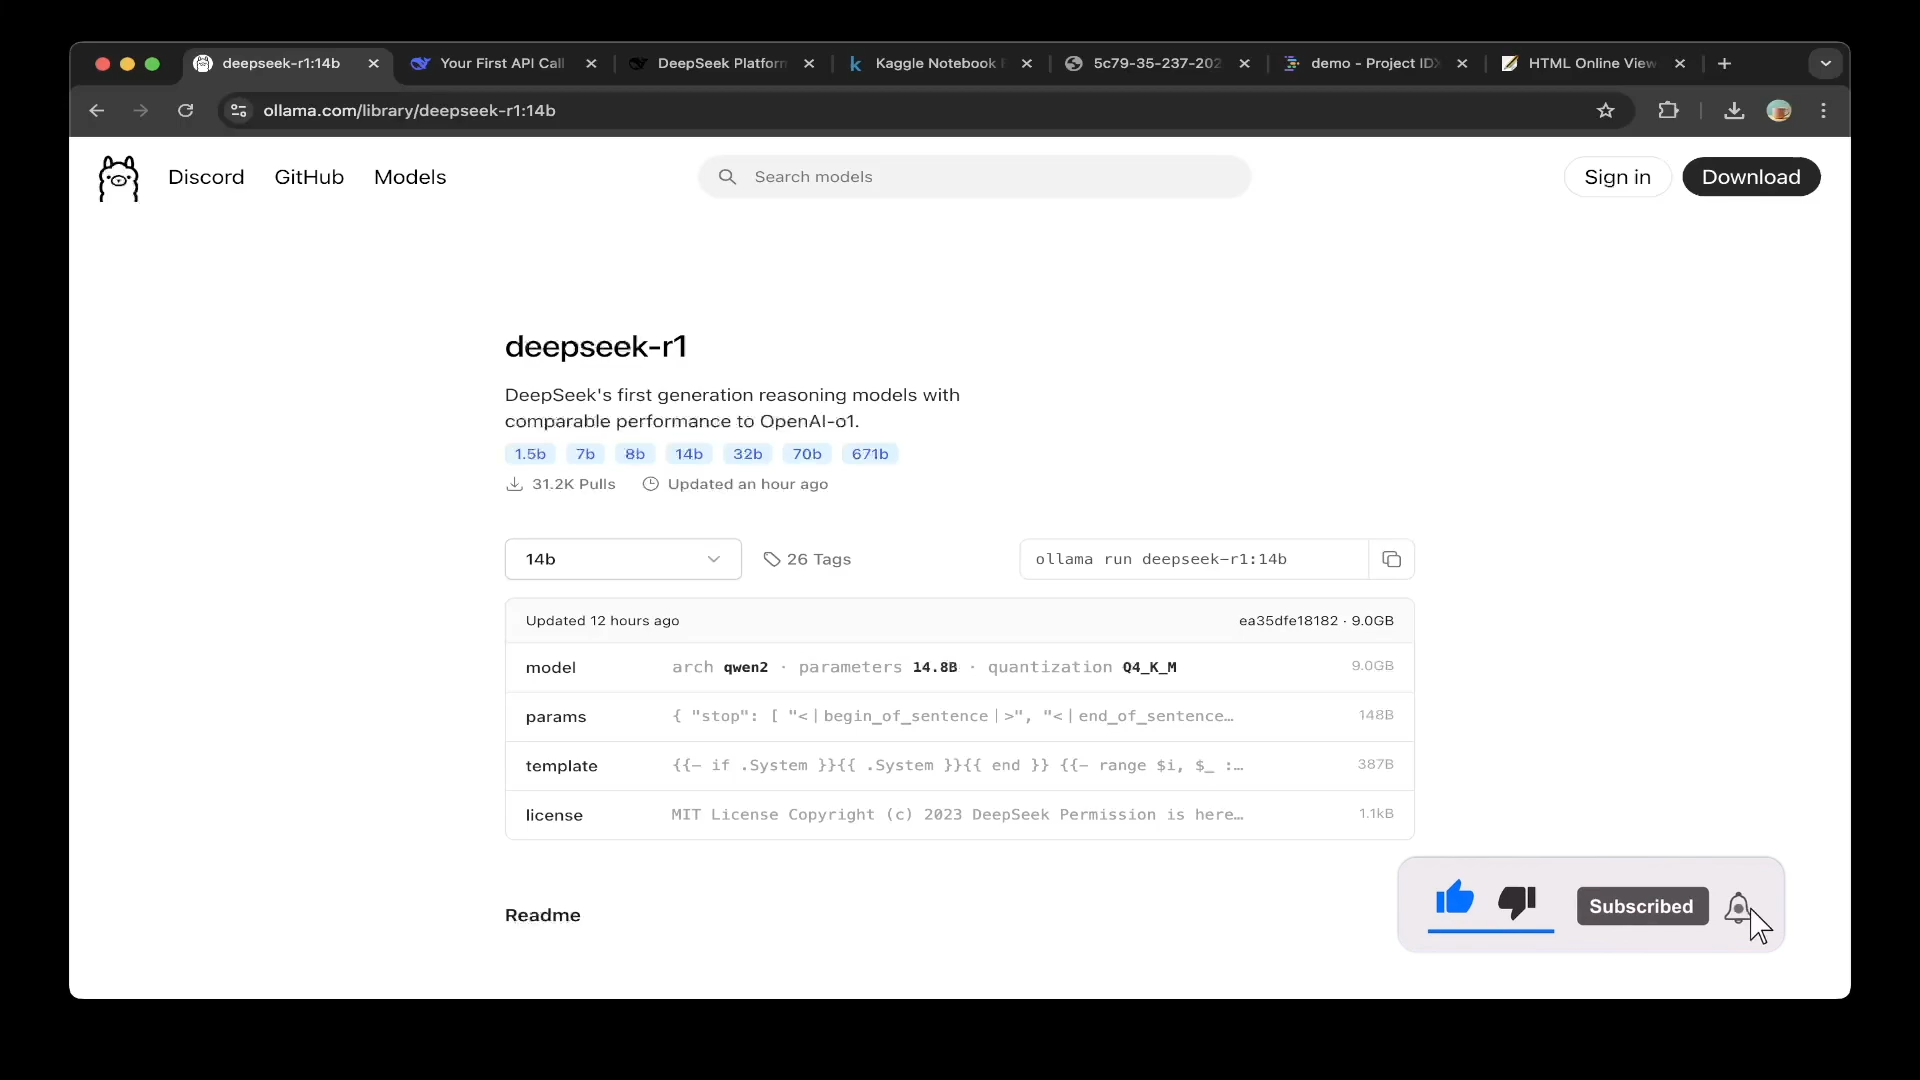 deepseek-r1:14b
Your First API Call
DeepSeek Platform
Kaggle Notebook
5c79-35-237-202
demo - Project IDX
HTML Online View
ollama.com/library/deepseek-r1:14b
Discord GitHub Models
Search models
Sign in
Download
deepseek-r1
DeepSeek's first generation reasoning models with
comparable performance to OpenAI-o1.
1.5b 7b 8b 14b 32b 70b 671b
31.2K Pulls Updated an hour ago
14b
26 Tags
ollama run deepseek-r1:14b
Updated 12 hours ago ea35dfe18182 · 9.0GB
model arch qwen2 · parameters 14.8B · quantization Q4_K_M 9.0GB
params { "stop": [ "<|begin_of_sentence|>", "<|end_of_sentence… 148B
template {{- if .System }}{{ .System }}{{ end }} {{- range $i, $_ :… 387B
license MIT License Copyright (c) 2023 DeepSeek Permission is here… 1.1kB
Readme
Subscribed